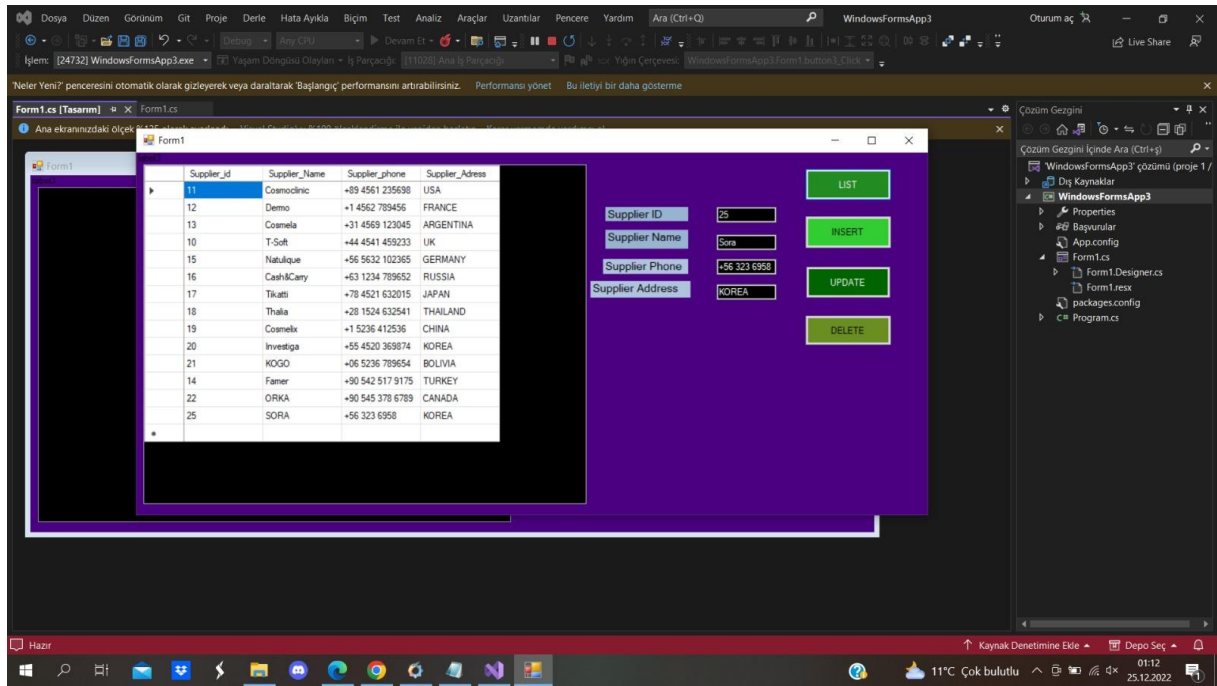 Dosya Düzen Görünüm Git Proje Derle Hata Ayıkla Biçim Test Analiz Araçlar Uzantılar Pencere Yardım Ara (Ctrl+Q) WindowsFormsApp3 Oturum aç
Debug Any CPU Devam Et Live Share
İşlem: [24732] WindowsFormsApp3.exe Yaşam Döngüsü Olayları İş Parçacığı: [11028] Ana İş Parçacığı Yığın Çerçevesi: WindowsFormsApp3.Form1.button3_Click
'Neler Yeni?' penceresini otomatik olarak gizleyerek veya daraltarak 'Başlangıç' performansını artırabilirsiniz. Performansı yönet Bu iletiyi bir daha gösterme
Form1.cs [Tasarım] Form1.cs
Ana ekranınızdaki ölçek
Form1
Form1
Supplier_id Supplier_Name Supplier_phone Supplier_Adress
11 Cosmoclinic +89 4561 235698 USA
12 Dermo +1 4562 789456 FRANCE
13 Cosmela +31 4569 123045 ARGENTINA
10 T-Soft +44 4541 459233 UK
15 Natulique +56 5632 102365 GERMANY
16 Cash&Carry +63 1234 789652 RUSSIA
17 Tikatti +78 4521 632015 JAPAN
18 Thalia +28 1524 632541 THAILAND
19 Cosmelix +1 5236 412536 CHINA
20 Investiga +55 4520 369874 KOREA
21 KOGO +06 5236 789654 BOLIVIA
14 Famer +90 542 517 9175 TURKEY
22 ORKA +90 545 378 6789 CANADA
25 SORA +56 323 6958 KOREA
Supplier ID 25
Supplier Name Sora
Supplier Phone +56 323 6958
Supplier Address KOREA
LIST
INSERT
UPDATE
DELETE
Çözüm Gezgini
Çözüm Gezgini İçinde Ara (Ctrl+ş)
'WindowsFormsApp3' çözümü (proje 1 /
Dış Kaynaklar
WindowsFormsApp3
Properties
Başvurular
App.config
Form1.cs
Form1.Designer.cs
Form1.resx
packages.config
C# Program.cs
Hazır Kaynak Denetimine Ekle Depo Seç
11°C Çok bulutlu 01:12
25.12.2022